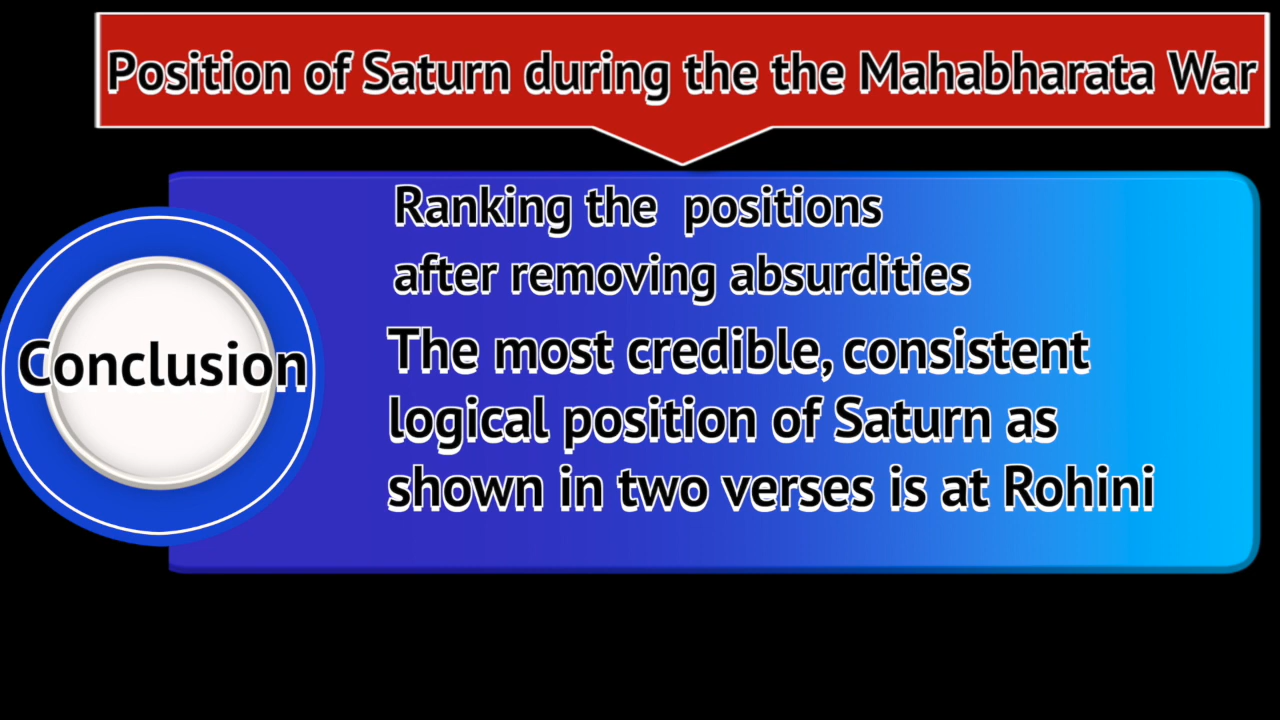 Position of Saturn during the the Mahabharata War
Ranking the positions
after removing absurdities
Conclusion
The most credible, consistent
logical position of Saturn as
shown in two verses is at Rohini